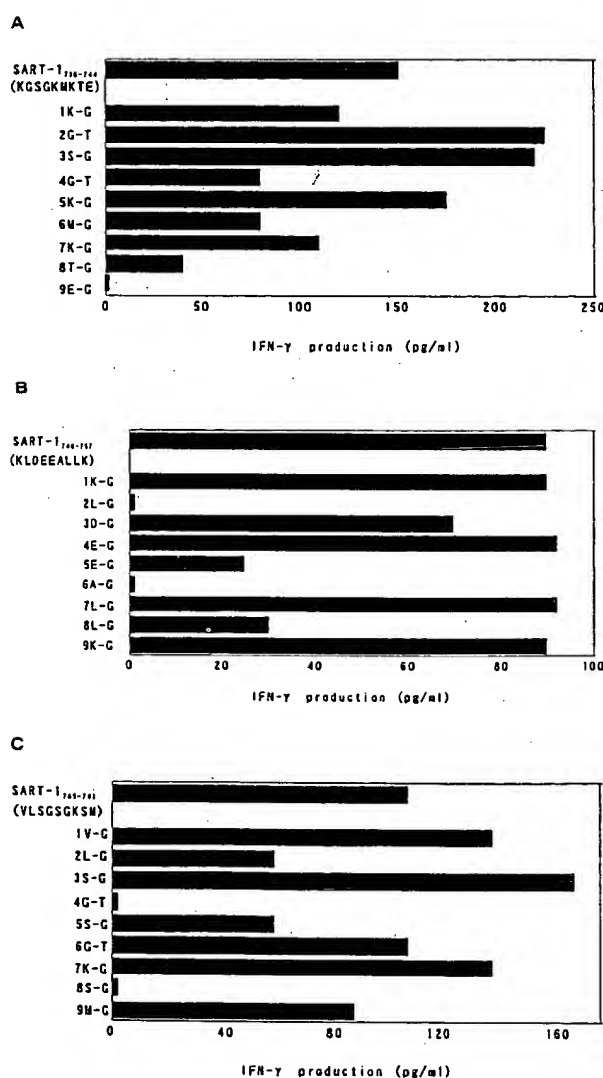 A
SART-1 736-744
(KGSGKMKTE)
1K-G
2G-T
3S-G
4G-T
5K-G
6M-G
7K-G
8T-G
9E-G
0 50 100 150 200 250
IFN-γ production (pg/ml)
B
SART-1
(KLDEEALLK)
1K-G
2L-G
3D-G
4E-G
5E-G
6A-G
7L-G
8L-G
9K-G
0 20 40 60 80 100
IFN-γ production (pg/ml)
C
SART-1
(VLSGSGKSM)
1V-G
2L-G
3S-G
4G-T
5S-G
6G-T
7K-G
8S-G
9M-G
0 40 80 120 160
IFN-γ production (pg/ml)